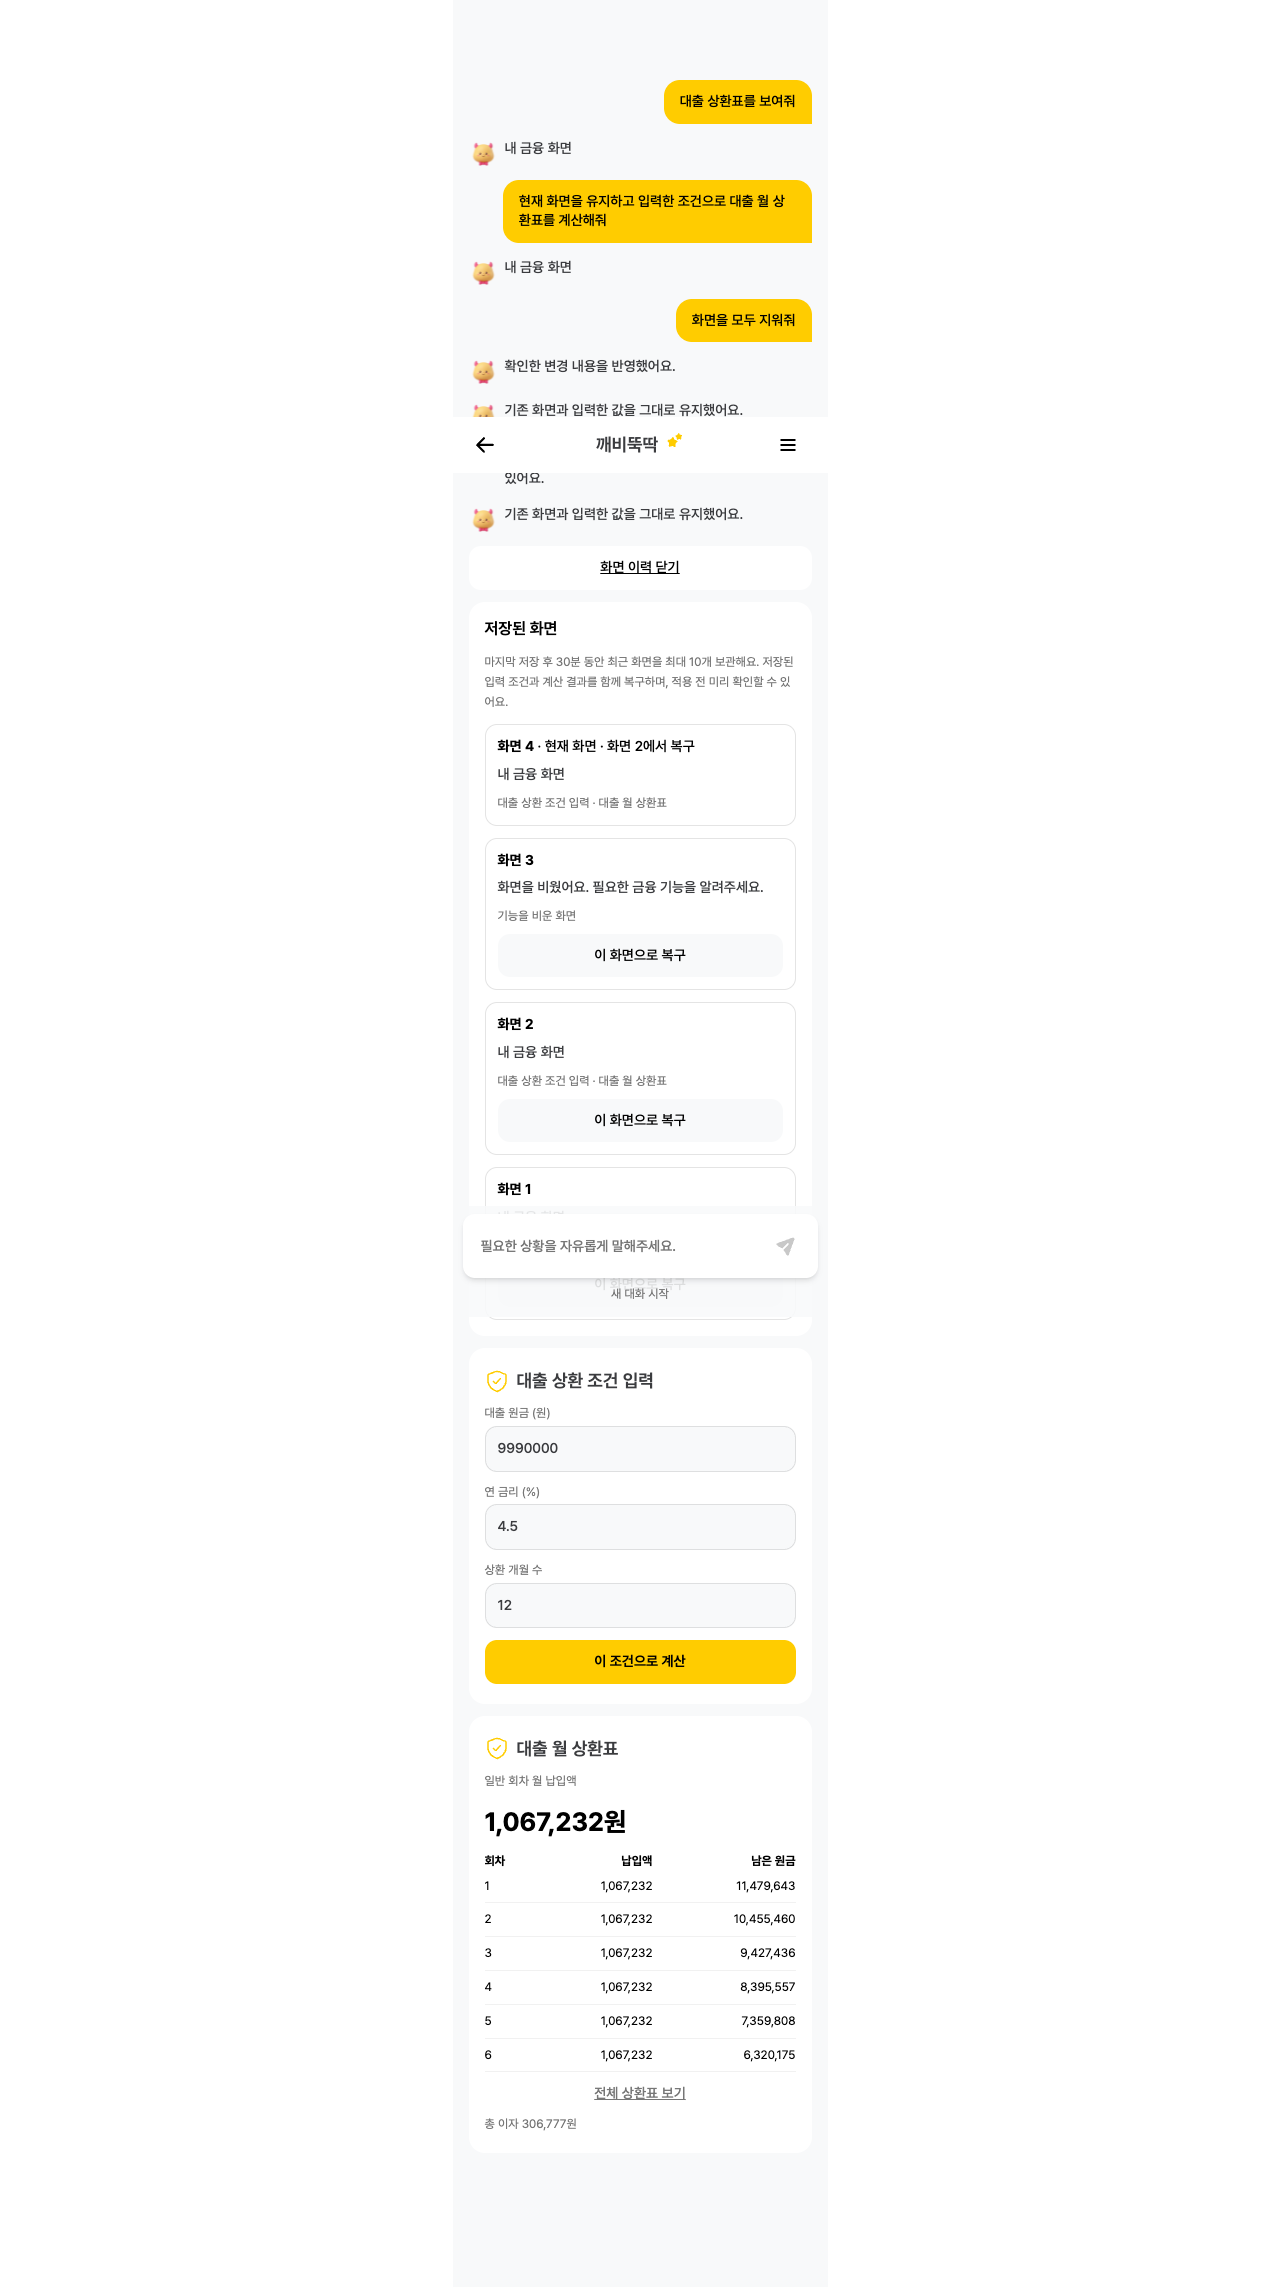 대출 상환표를 보여줘
내 금융 화면
현재 화면을 유지하고 입력한 조건으로 대출 월 상
환표를 계산해줘
내 금융 화면
화면을 모두 지워줘
확인한 변경 내용을 반영했어요.
기존 화면과 입력한 값을 그대로 유지했어요.
깨비뚝딱
있어요.
기존 화면과 입력한 값을 그대로 유지했어요.
화면 이력 닫기
저장된 화면
마지막 저장 후 30분 동안 최근 화면을 최대 10개 보관해요. 저장된
입력 조건과 계산 결과를 함께 복구하며, 적용 전 미리 확인할 수 있
어요.
화면 4 · 현재 화면 · 화면 2에서 복구
내 금융 화면
대출 상환 조건 입력 · 대출 월 상환표
화면 3
화면을 비웠어요. 필요한 금융 기능을 알려주세요.
기능을 비운 화면
이 화면으로 복구
화면 2
내 금융 화면
대출 상환 조건 입력 · 대출 월 상환표
이 화면으로 복구
화면 1
필요한 상황을 자유롭게 말해주세요.
이 화면으로 복구
새 대화 시작
대출 상환 조건 입력
대출 원금 (원)
9990000
연 금리 (%)
4.5
상환 개월 수
12
이 조건으로 계산
대출 월 상환표
일반 회차 월 납입액
1,067,232원
회차 납입액 남은 원금
1 1,067,232 11,479,643
2 1,067,232 10,455,460
3 1,067,232 9,427,436
4 1,067,232 8,395,557
5 1,067,232 7,359,808
6 1,067,232 6,320,175
전체 상환표 보기
총 이자 306,777원